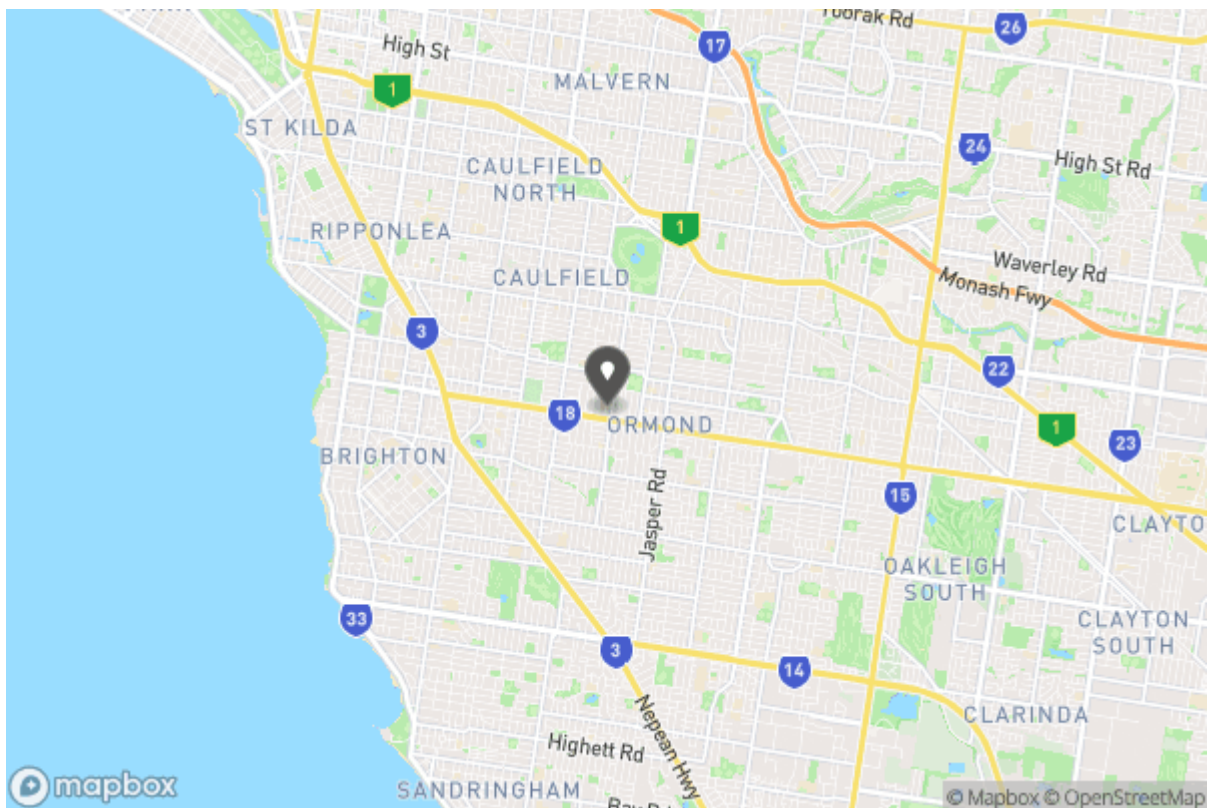 Toorak Rd
26
17
High St
MALVERN
1
ST KILDA
24
High St Rd
CAULFIELD
NORTH
1
RIPPONLEA
Waverley Rd
CAULFIELD
Monash Fwy
3
22
18
ORMOND
1
23
BRIGHTON
15
Jasper Rd
CLAYTO
OAKLEIGH
SOUTH
33
CLAYTON
SOUTH
3
14
Nepean Hwy
CLARINDA
Highett Rd
SANDRINGHAM
mapbox
© Mapbox © OpenStreetMap